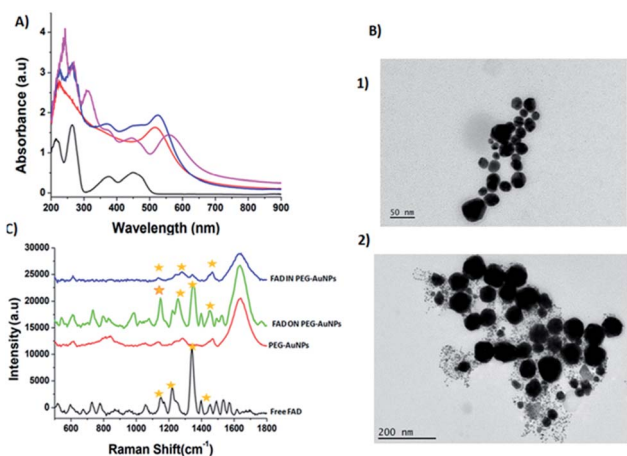 A)
Absorbance (a.u)
4
3
2
1
0
200 300 400 500 600 700 800 900
Wavelength (nm)
B)
1)
50 nm
C)
Intensity (a.u)
30000
25000
20000
15000
10000
5000
0
FAD IN PEG-AuNPs
FAD ON PEG-AuNPs
PEG-AuNPs
Free FAD
600 800 1000 1200 1400 1600 1800
Raman Shift(cm-1)
2)
200 nm